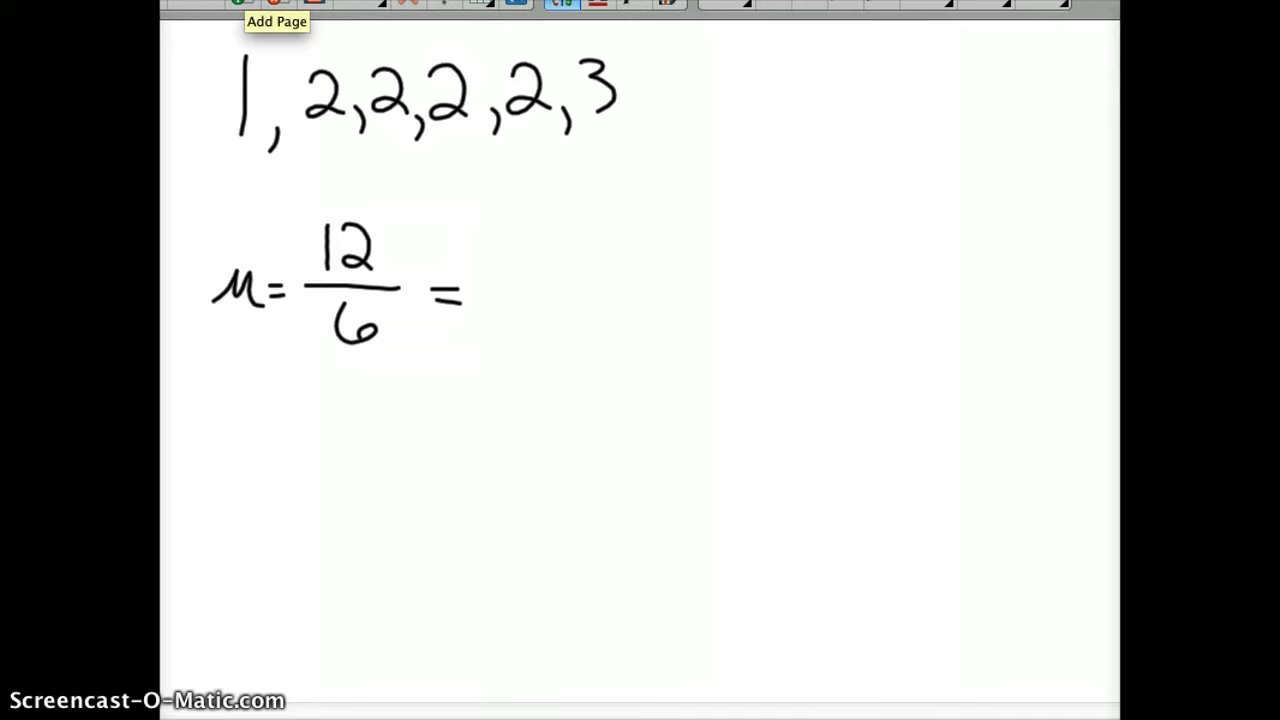 Add Page
1, 2, 2, 2, 2, 3
μ = 12/6 =
Screencast-O-Matic.com